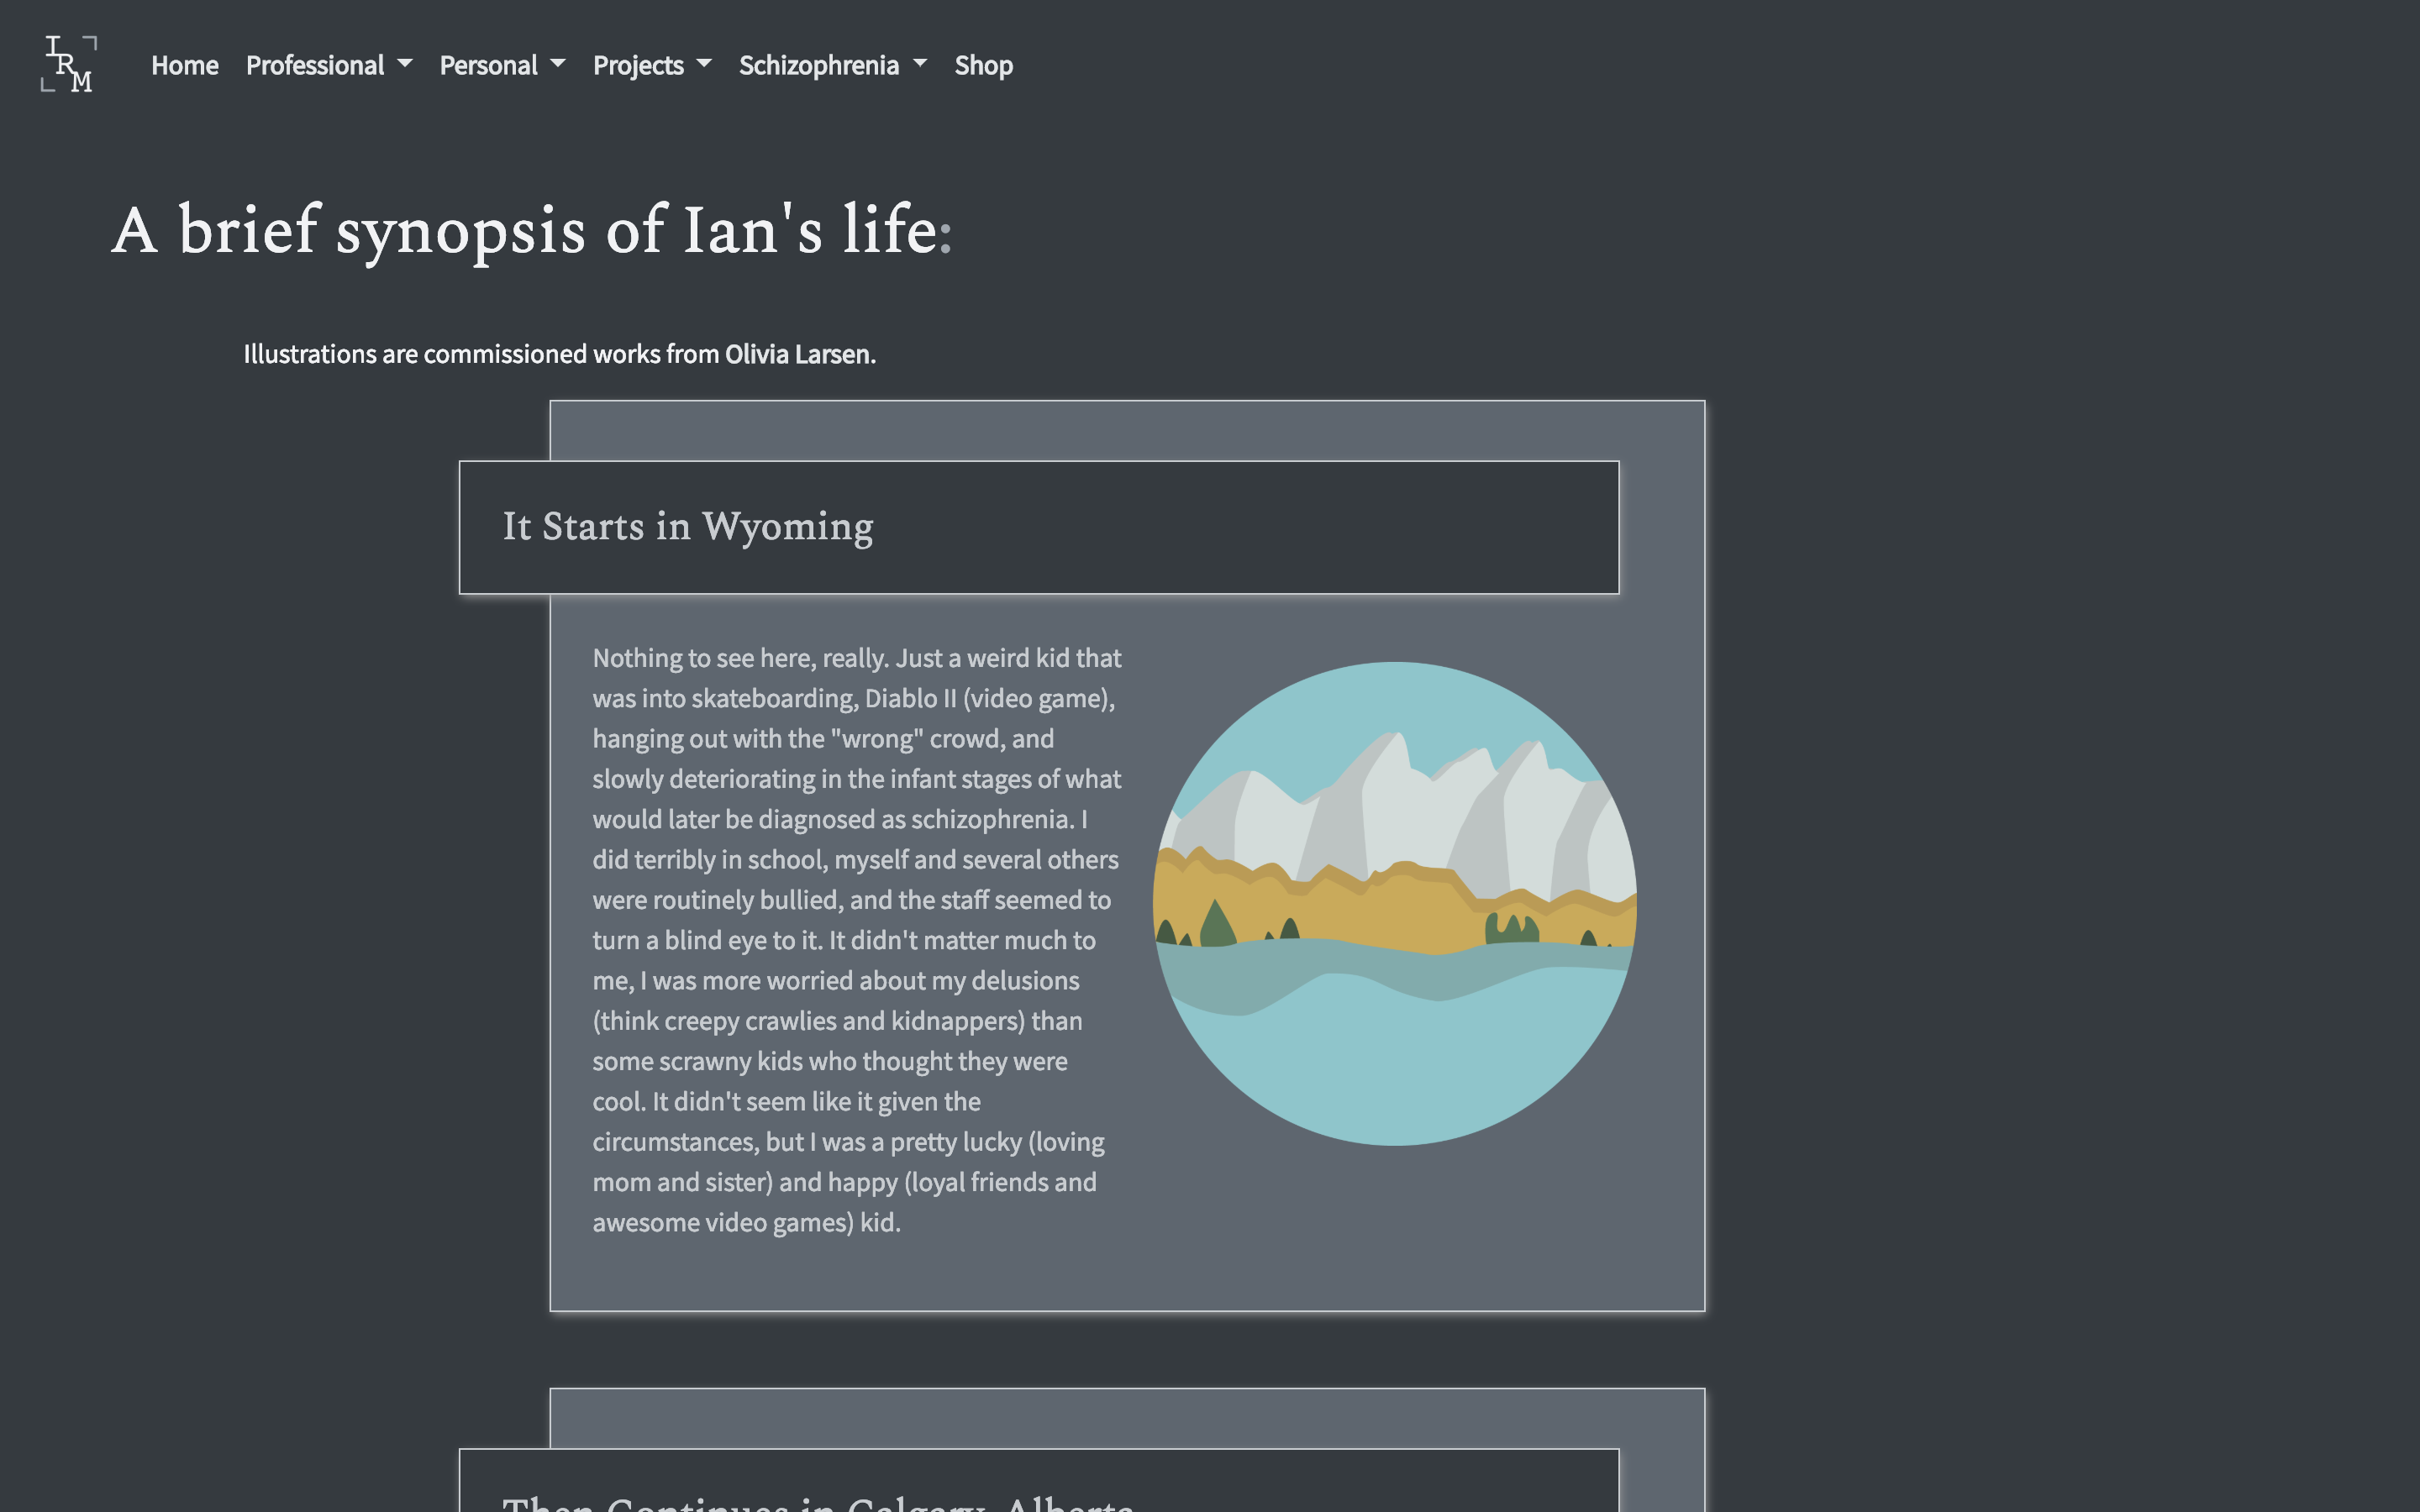 I
R
M
Home Professional Personal Projects Schizophrenia Shop
A brief synopsis of Ian's life:
Illustrations are commissioned works from Olivia Larsen.
It Starts in Wyoming
Nothing to see here, really. Just a weird kid that
was into skateboarding, Diablo II (video game),
hanging out with the "wrong" crowd, and
slowly deteriorating in the infant stages of what
would later be diagnosed as schizophrenia. I
did terribly in school, myself and several others
were routinely bullied, and the staff seemed to
turn a blind eye to it. It didn't matter much to
me, I was more worried about my delusions
(think creepy crawlies and kidnappers) than
some scrawny kids who thought they were
cool. It didn't seem like it given the
circumstances, but I was a pretty lucky (loving
mom and sister) and happy (loyal friends and
awesome video games) kid.
Then Continues in Calgary, Alberta